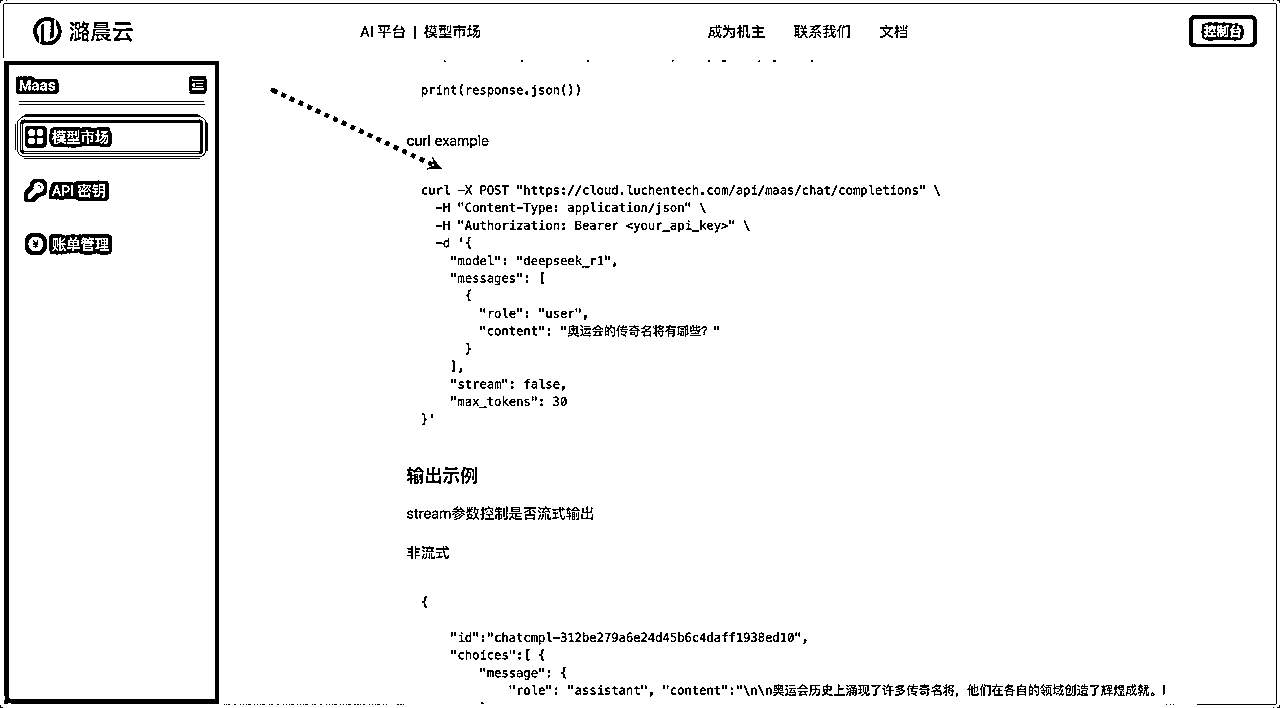 潞晨云
AI 平台 | 模型市场
成为机主
联系我们
文档
控制台
Maas
模型市场
API 密钥
账单管理
print(response.json())
curl example
curl -X POST "https://cloud.luchentech.com/api/maas/chat/completions" \
-H "Content-Type: application/json" \
-H "Authorization: Bearer <your_api_key>" \
-d '{
"model": "deepseek_r1",
"messages": [
{
"role": "user",
"content": "奥运会的传奇名将有哪些？"
}
],
"stream": false,
"max_tokens": 30
}'
输出示例
stream参数控制是否流式输出
非流式
{
"id":"chatcmpl-312be279a6e24d45b6c4daff1938ed10",
"choices":[ {
"message": {
"role": "assistant", "content":"\n\n奥运会历史上涌现了许多传奇名将，他们在各自的领域创造了辉煌成就。